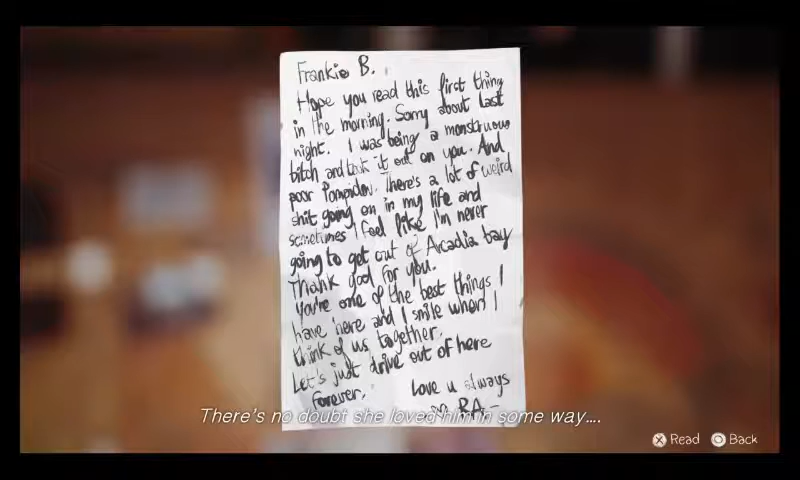 Frankie B.
Hope you read this first thing
in the morning. Sorry about last
night. I was being a monstruous
bitch and took it out on you. And
poor Pompidou. There's a lot of weird
shit going on in my life and
sometimes I feel like I'm never
going to get out of Arcadia bay
Thank god for you.
You're one of the best things I
have here and I smile when I
think of us together.
Let's just drive out of here
forever.
Love u always
RA
There's no doubt she loved him in some way....
Read
Back